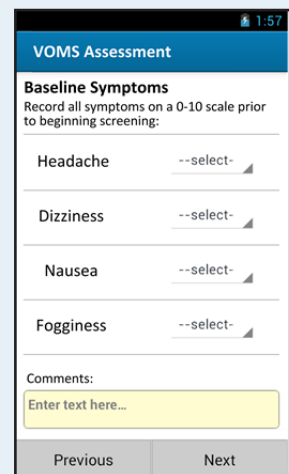 1:57
VOMS Assessment
Baseline Symptoms
Record all symptoms on a 0-10 scale prior
to beginning screening:
Headache --select-
Dizziness --select-
Nausea --select-
Fogginess --select-
Comments:
Enter text here...
Previous Next